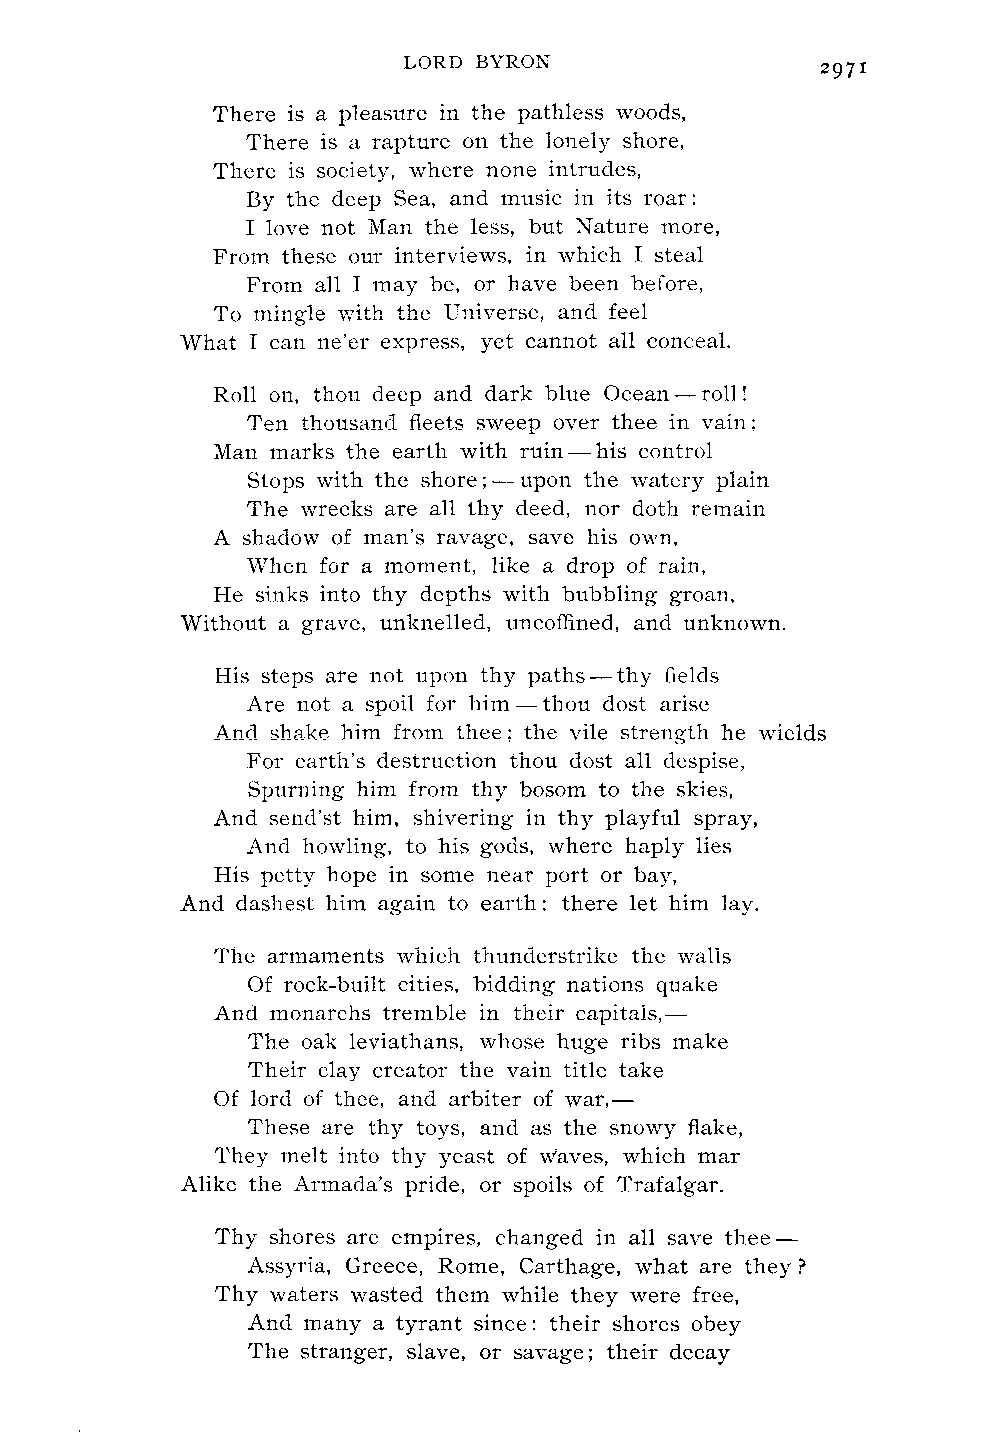 LORD BYRON 2971
There is a pleasure in the pathless woods,
There is a rapture on the lonely shore,
There is society, where none intrudes,
By the deep Sea, and music in its roar:
I love not Man the less, but Nature more,
From these our interviews, in which I steal
From all I may be, or have been before,
To mingle with the Universe, and feel
What I can ne'er express, yet cannot all conceal.
Roll on, thou deep and dark blue Ocean — roll!
Ten thousand fleets sweep over thee in vain;
Man marks the earth with ruin — his control
Stops with the shore; — upon the watery plain
The wrecks are all thy deed, nor doth remain
A shadow of man's ravage, save his own,
When for a moment, like a drop of rain,
He sinks into thy depths with bubbling groan,
Without a grave, unknelled, uncoffined, and unknown.
His steps are not upon thy paths — thy fields
Are not a spoil for him — thou dost arise
And shake him from thee; the vile strength he wields
For earth's destruction thou dost all despise,
Spurning him from thy bosom to the skies,
And send'st him, shivering in thy playful spray,
And howling, to his gods, where haply lies
His petty hope in some near port or bay,
And dashest him again to earth: there let him lay.
The armaments which thunderstrike the walls
Of rock-built cities, bidding nations quake
And monarchs tremble in their capitals,—
The oak leviathans, whose huge ribs make
Their clay creator the vain title take
Of lord of thee, and arbiter of war,—
These are thy toys, and as the snowy flake,
They melt into thy yeast of waves, which mar
Alike the Armada's pride, or spoils of Trafalgar.
Thy shores are empires, changed in all save thee —
Assyria, Greece, Rome, Carthage, what are they?
Thy waters wasted them while they were free,
And many a tyrant since: their shores obey
The stranger, slave, or savage; their decay